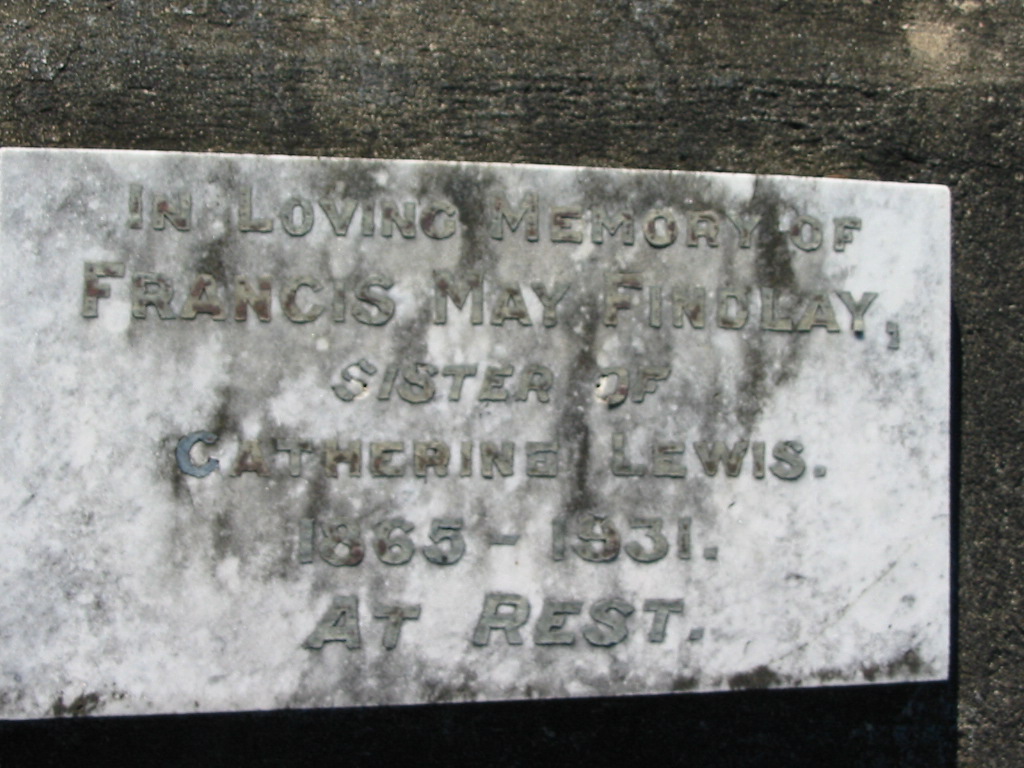 IN LOVING MEMORY OF
FRANCIS MAY FINDLAY,
SISTER OF
CATHERINE LEWIS.
1865 - 1931.
AT REST.